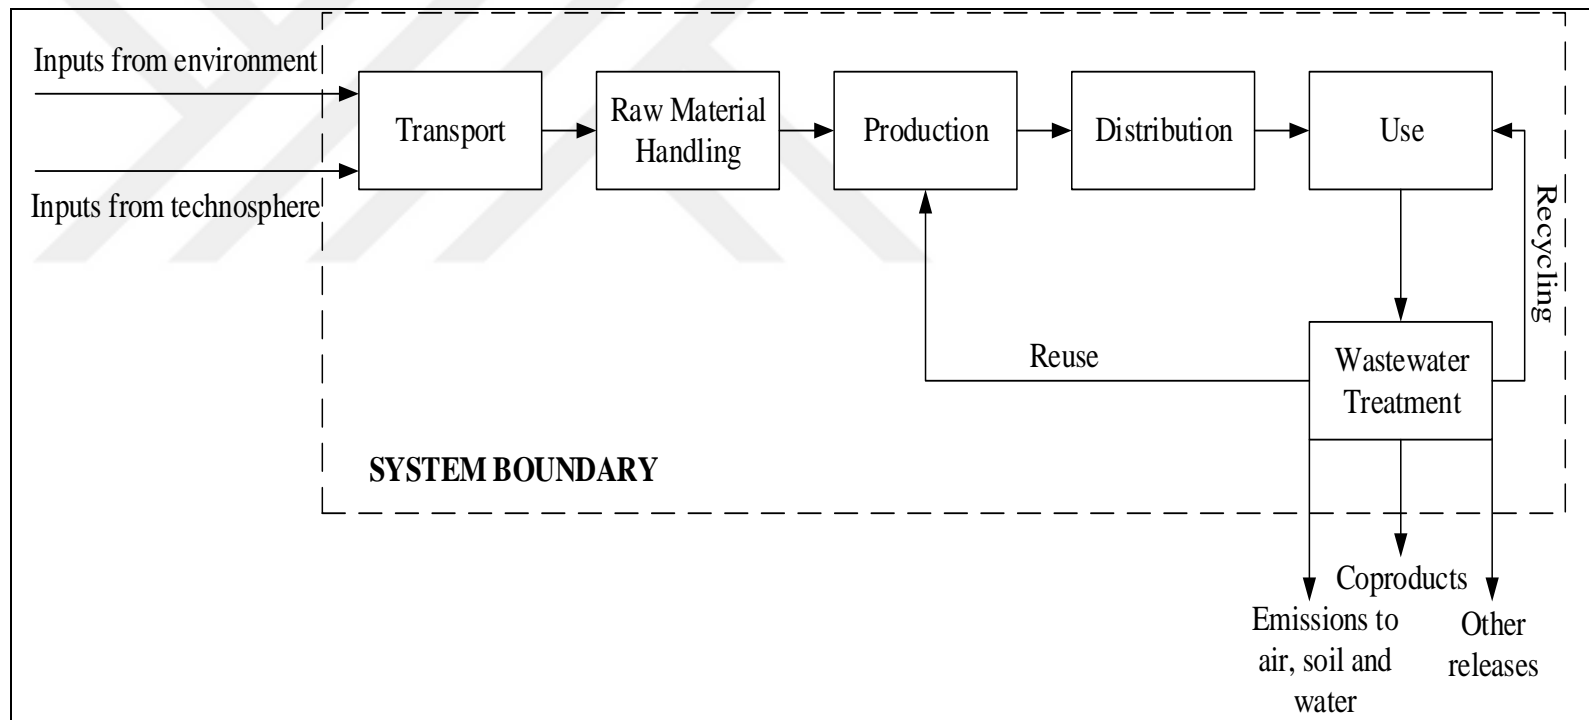 Inputs from environment
Inputs from technosphere
Transport
Raw Material
Handling
Production
Distribution
Use
Recycling
Reuse
Wastewater
Treatment
SYSTEM BOUNDARY
Coproducts
Emissions to
air, soil and
water
Other
releases